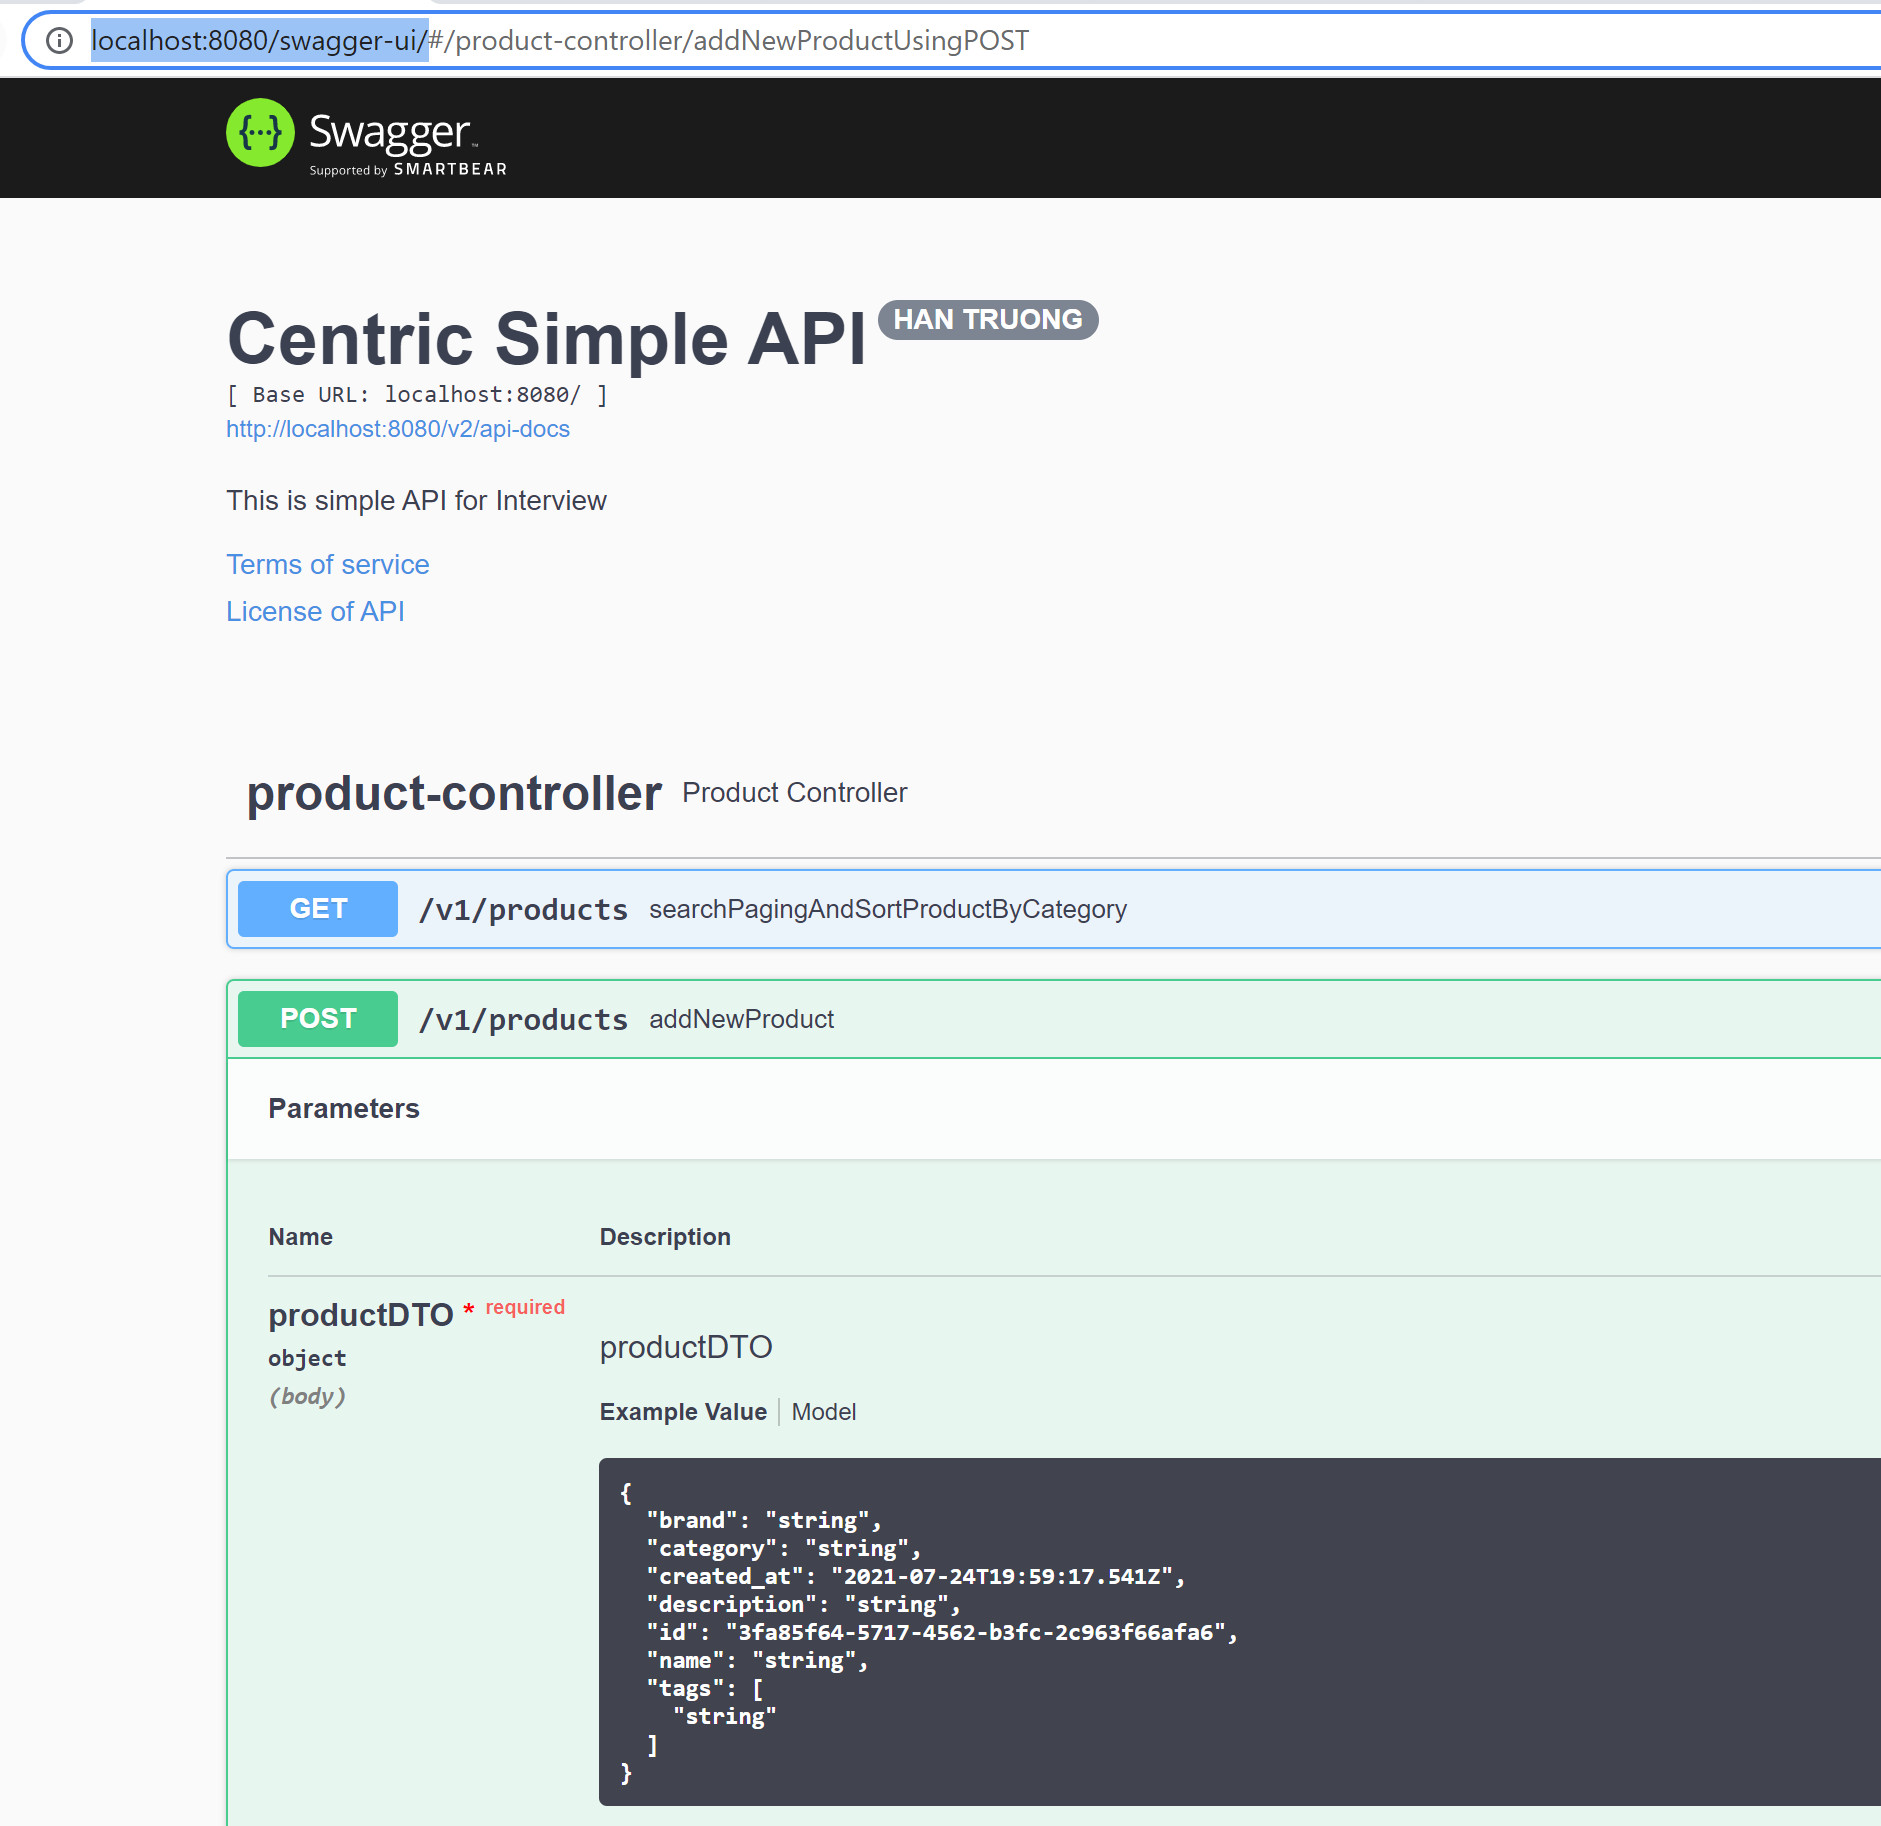 localhost:8080/swagger-ui/#/product-controller/addNewProductUsingPOST
{...} Swagger™
Supported by SMARTBEAR
Centric Simple API HAN TRUONG
[ Base URL: localhost:8080/ ]
http://localhost:8080/v2/api-docs
This is simple API for Interview
Terms of service
License of API
product-controller Product Controller
GET /v1/products searchPagingAndSortProductByCategory
POST /v1/products addNewProduct
Parameters
Name Description
productDTO * required
object
(body)
productDTO
Example Value | Model
{
  "brand": "string",
  "category": "string",
  "created_at": "2021-07-24T19:59:17.541Z",
  "description": "string",
  "id": "3fa85f64-5717-4562-b3fc-2c963f66afa6",
  "name": "string",
  "tags": [
    "string"
  ]
}